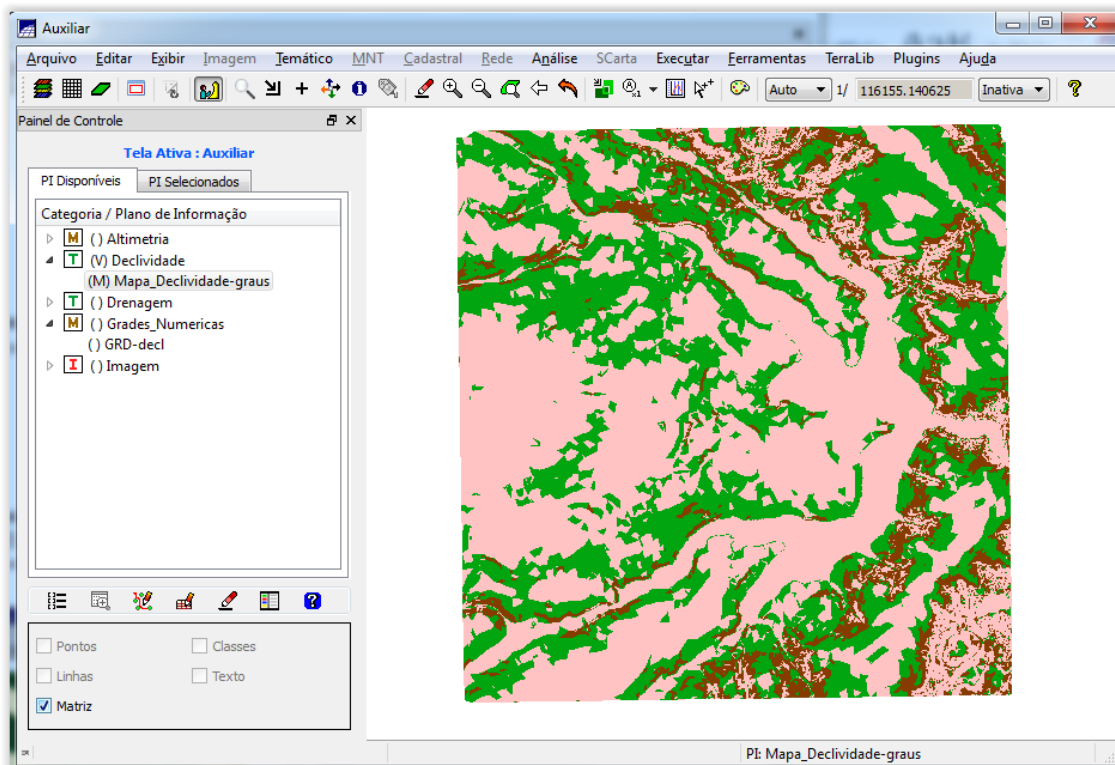 Auxiliar
Arquivo Editar Exibir Imagem Temático MNT Cadastral Rede Análise SCarta Executar Ferramentas TerraLib Plugins Ajuda
Auto 1/ 116155.140625 Inativa
Painel de Controle
Tela Ativa : Auxiliar
PI Disponíveis PI Selecionados
Categoria / Plano de Informação
M ( ) Altimetria
T (V) Declividade
(M) Mapa_Declividade-graus
T ( ) Drenagem
M ( ) Grades_Numericas
( ) GRD-decl
I ( ) Imagem
Pontos Classes
Linhas Texto
Matriz
PI: Mapa_Declividade-graus